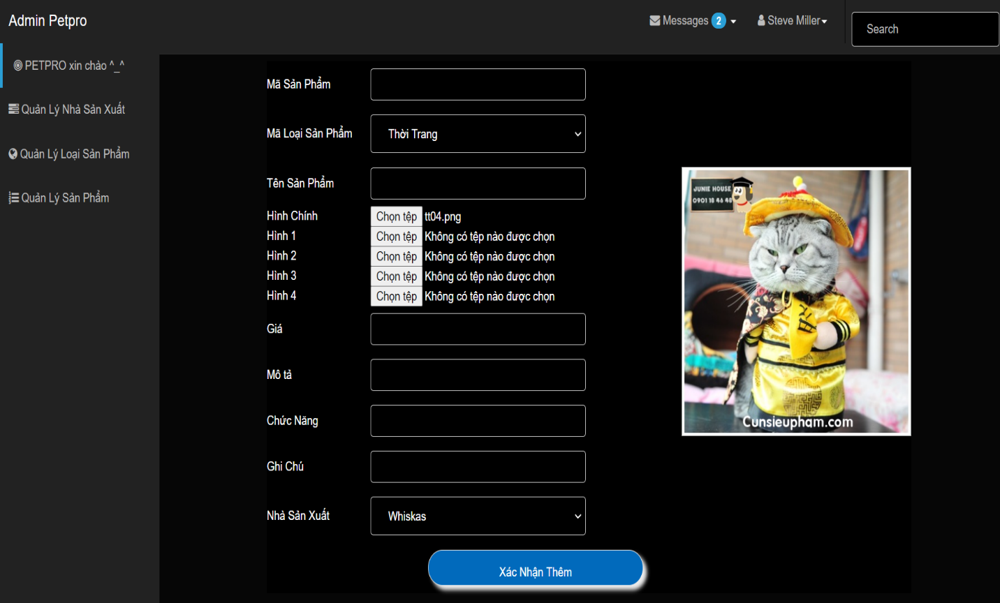 Admin Petpro
Messages 2
Steve Miller
Search
PETPRO xin chào ^_^
Quản Lý Nhà Sản Xuất
Quản Lý Loại Sản Phẩm
Quản Lý Sản Phẩm
Mã Sản Phẩm
Mã Loại Sản Phẩm
Thời Trang
Tên Sản Phẩm
Hình Chính
Chọn tệp tt04.png
Hình 1
Chọn tệp Không có tệp nào được chọn
Hình 2
Chọn tệp Không có tệp nào được chọn
Hình 3
Chọn tệp Không có tệp nào được chọn
Hình 4
Chọn tệp Không có tệp nào được chọn
Giá
Mô tả
Chức Năng
Ghi Chú
Nhà Sản Xuất
Whiskas
Xác Nhận Thêm
JUNIE HOUSE
0901 18 46 48
Cunsieupham.com